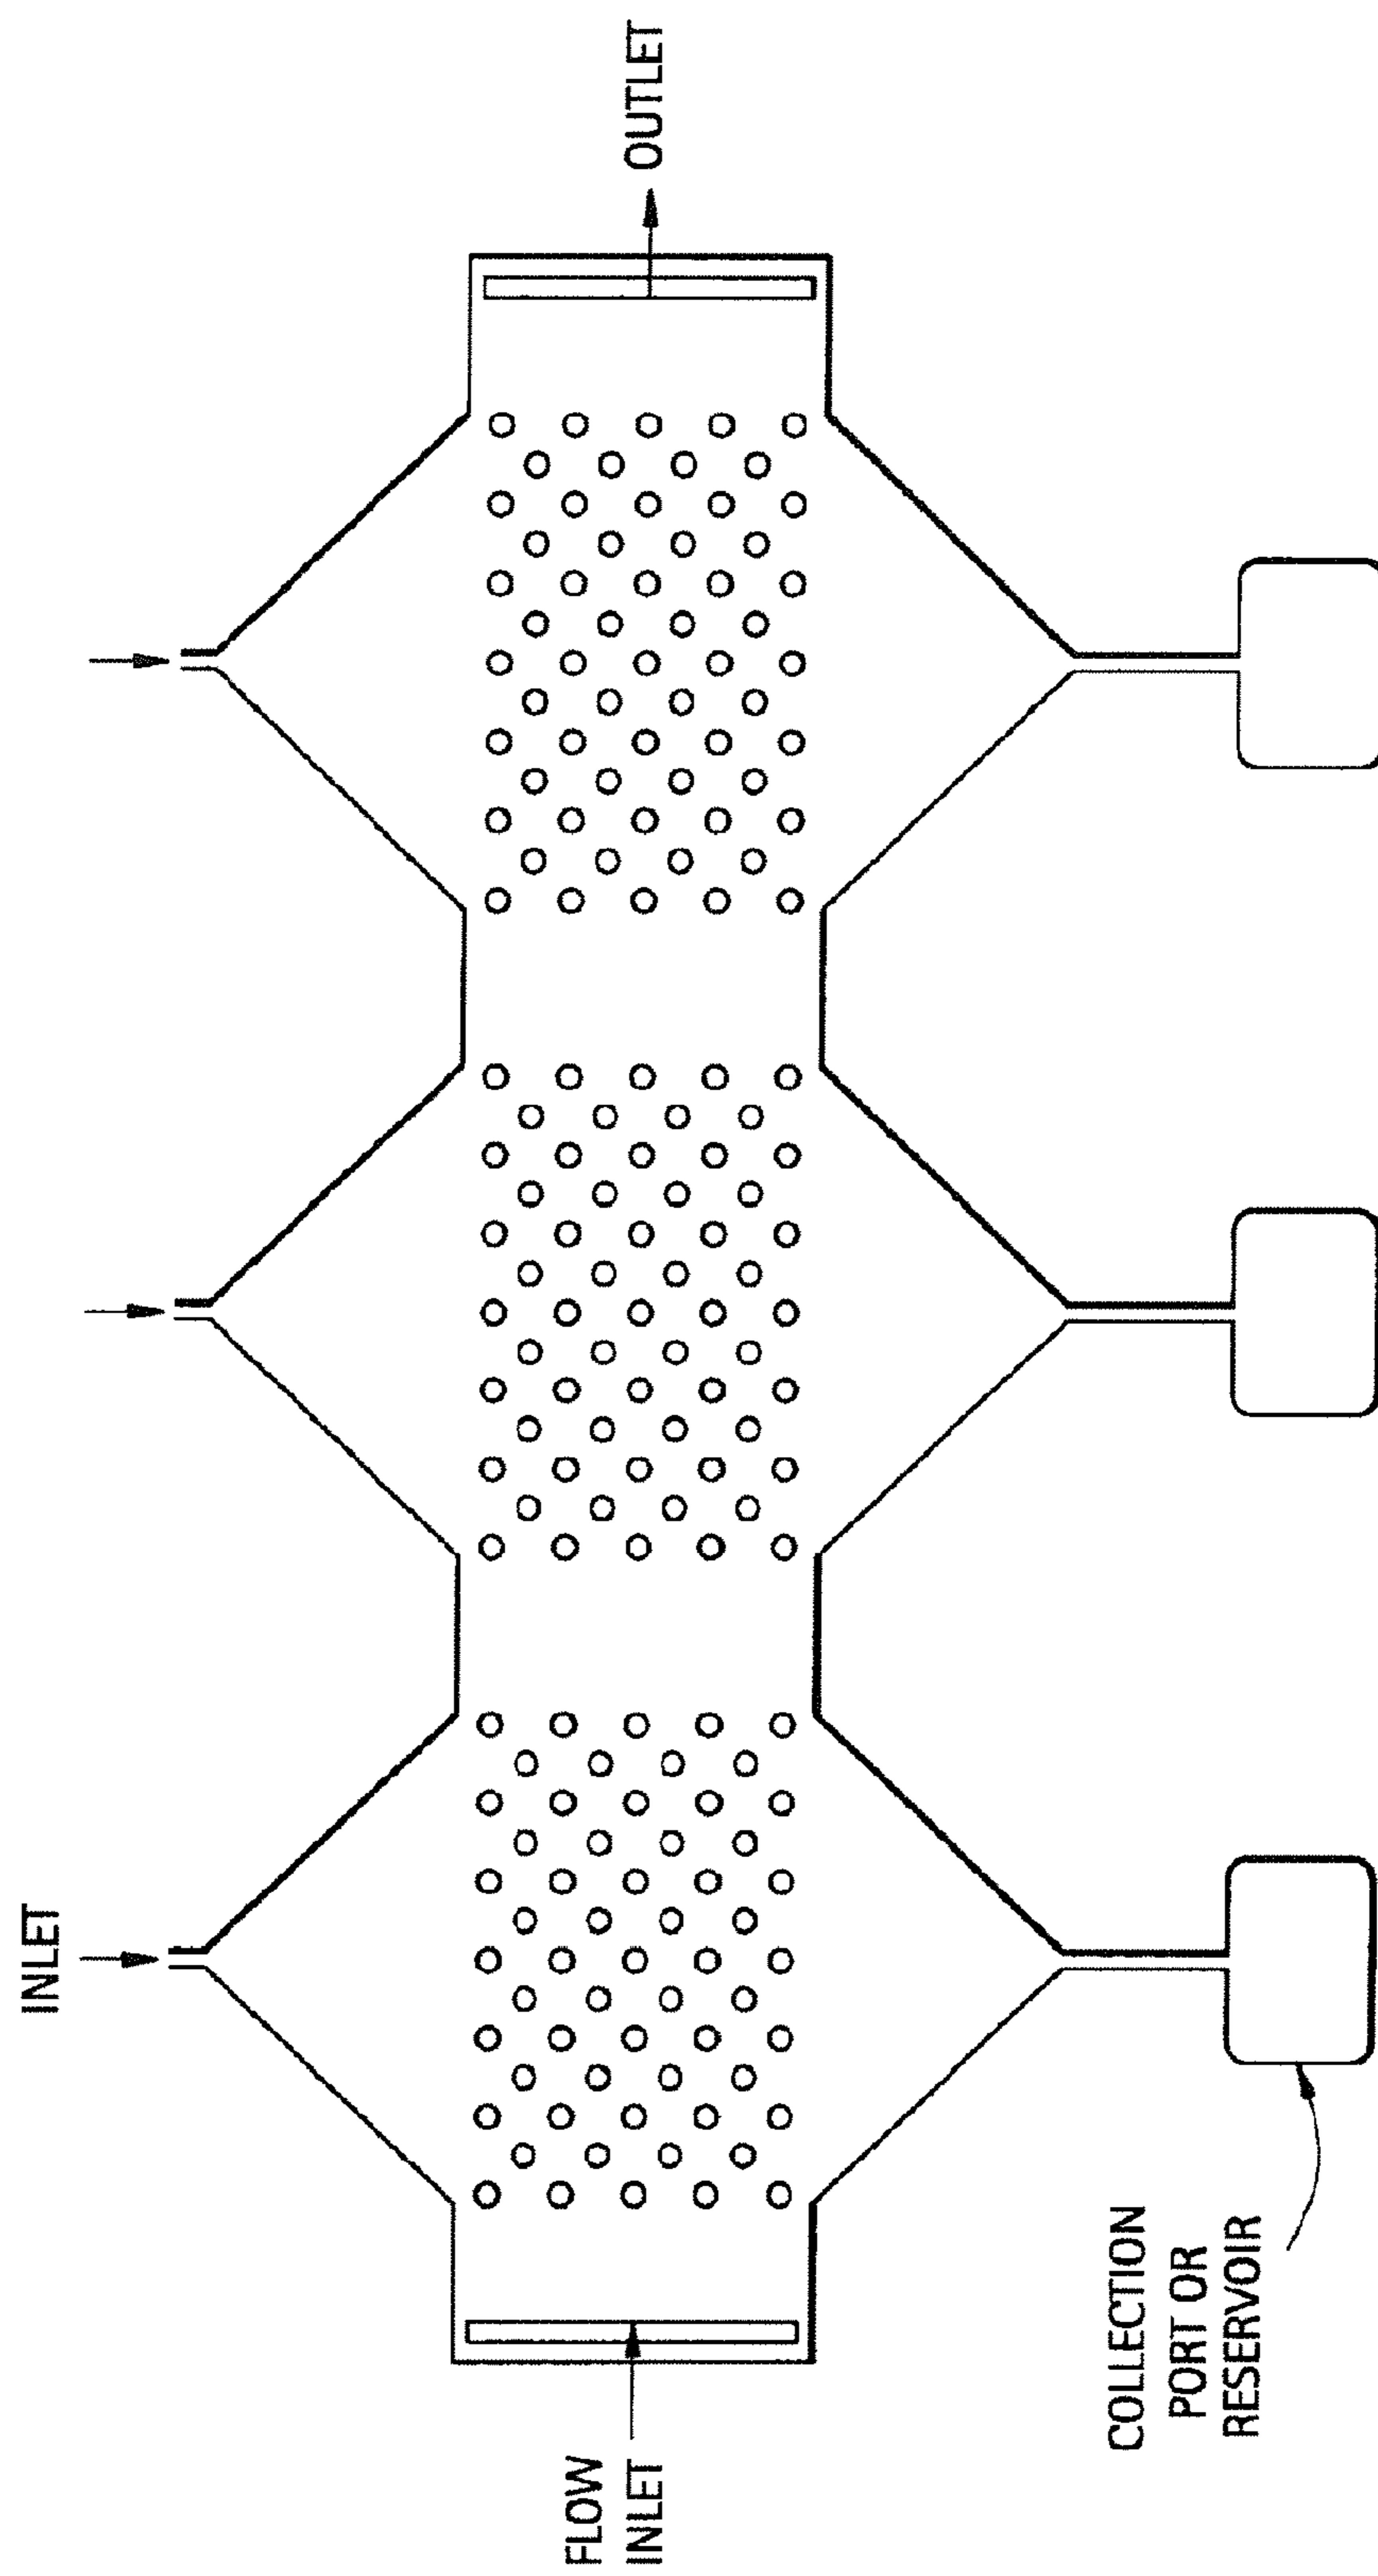 INLET
FLOW
INLET
OUTLET
COLLECTION
PORT OR
RESERVOIR